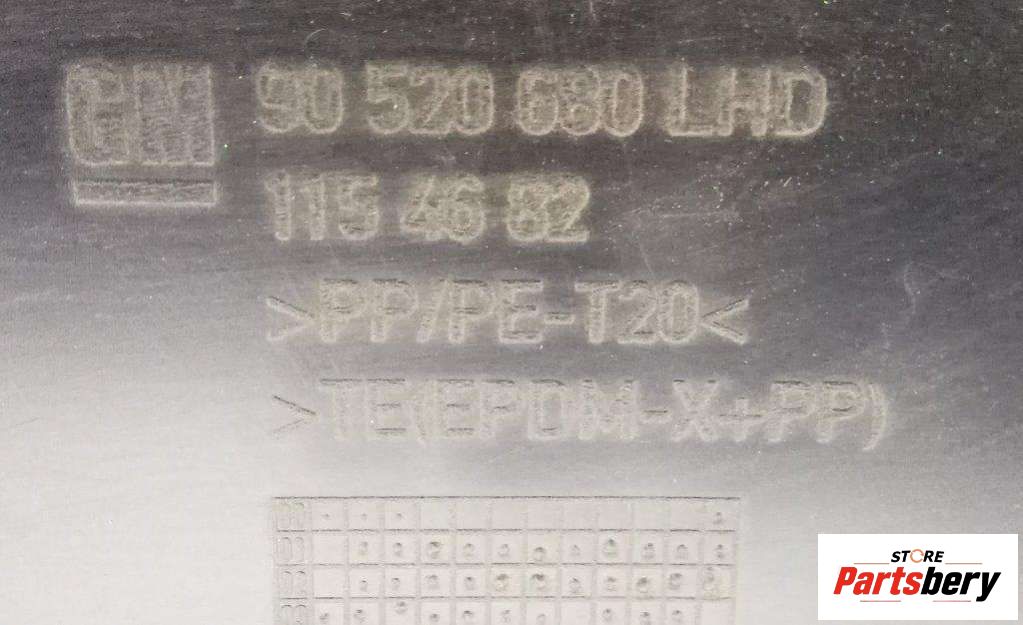 GM 90 520 680 LHD
115 46 82
>PP/PE-T20<
>TE(EPDM-X+PP)
STORE
Partsbery